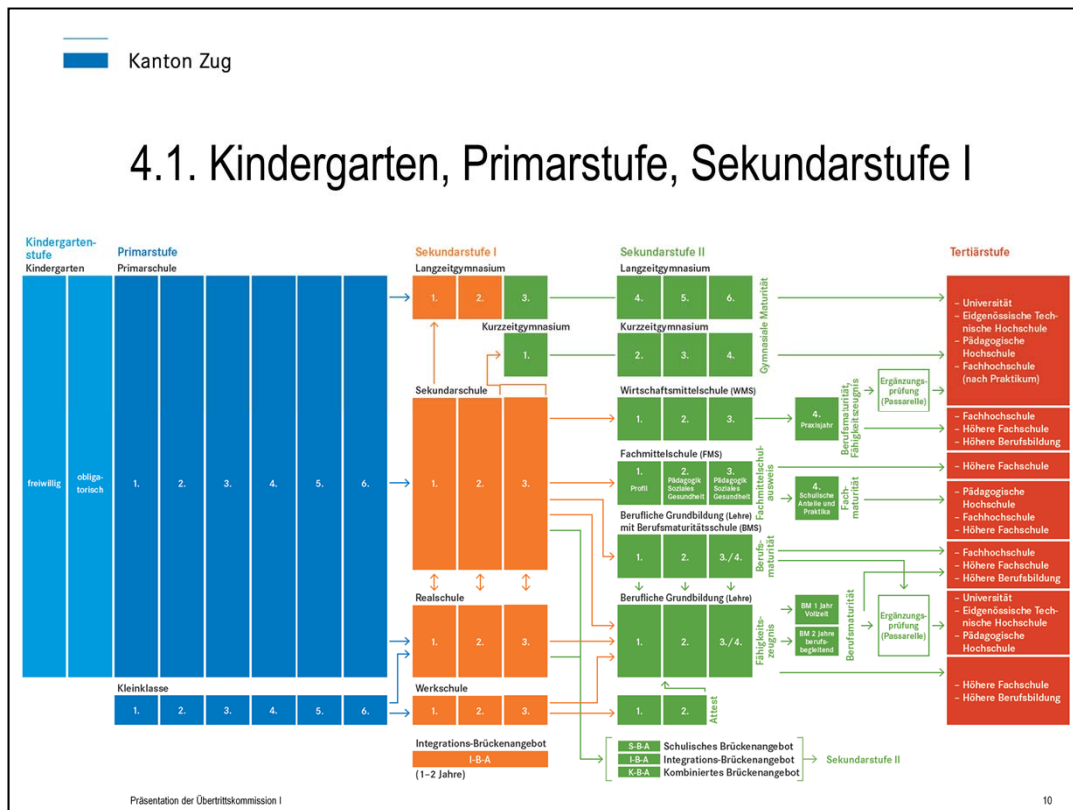 Kanton Zug
4.1. Kindergarten, Primarstufe, Sekundarstufe I
Kindergarten-
stufe
Kindergarten
freiwillig
obliga-
torisch
Primarstufe
Primarschule
1.
2.
3.
4.
5.
6.
Kleinklasse
1.
2.
3.
4.
5.
6.
Sekundarstufe I
Langzeitgymnasium
1.
2.
3.
Kurzzeitgymnasium
1.
Sekundarschule
1.
2.
3.
Realschule
1.
2.
3.
Werkschule
1.
2.
3.
Integrations-Brückenangebot
I-B-A
(1–2 Jahre)
Sekundarstufe II
Langzeitgymnasium
4.
5.
6.
Kurzzeitgymnasium
2.
3.
4.
Gymnasiale Maturität
Wirtschaftsmittelschule (WMS)
1.
2.
3.
4.
Praxisjahr
Berufsmaturität,
Fähigkeitszeugnis
Ergänzungs-
prüfung
(Passarelle)
Fachmittelschule (FMS)
1.
Profil
2.
Pädagogik
Soziales
Gesundheit
3.
Pädagogik
Soziales
Gesundheit
Fachmittelschul-
ausweis
4.
Schulische
Anteile und
Praktika
Fach-
maturität
Berufliche Grundbildung (Lehre)
mit Berufsmaturitätsschule (BMS)
1.
2.
3./4.
Berufs-
maturität
Berufliche Grundbildung (Lehre)
1.
2.
3./4.
Fähigkeits-
zeugnis
BM 1 Jahr
Vollzeit
BM 2 Jahre
berufs-
begleitend
Berufsmaturität
Ergänzungs-
prüfung
(Passarelle)
1.
2.
Attest
S-B-A Schulisches Brückenangebot
I-B-A Integrations-Brückenangebot
K-B-A Kombiniertes Brückenangebot
Sekundarstufe II
Tertiärstufe
– Universität
– Eidgenössische Tech-
nische Hochschule
– Pädagogische
Hochschule
– Fachhochschule
(nach Praktikum)
– Fachhochschule
– Höhere Fachschule
– Höhere Berufsbildung
– Höhere Fachschule
– Pädagogische
Hochschule
– Fachhochschule
– Höhere Fachschule
– Fachhochschule
– Höhere Fachschule
– Höhere Berufsbildung
– Universität
– Eidgenössische Tech-
nische Hochschule
– Pädagogische
Hochschule
– Höhere Fachschule
– Höhere Berufsbildung
Präsentation der Übertrittskommission I
10